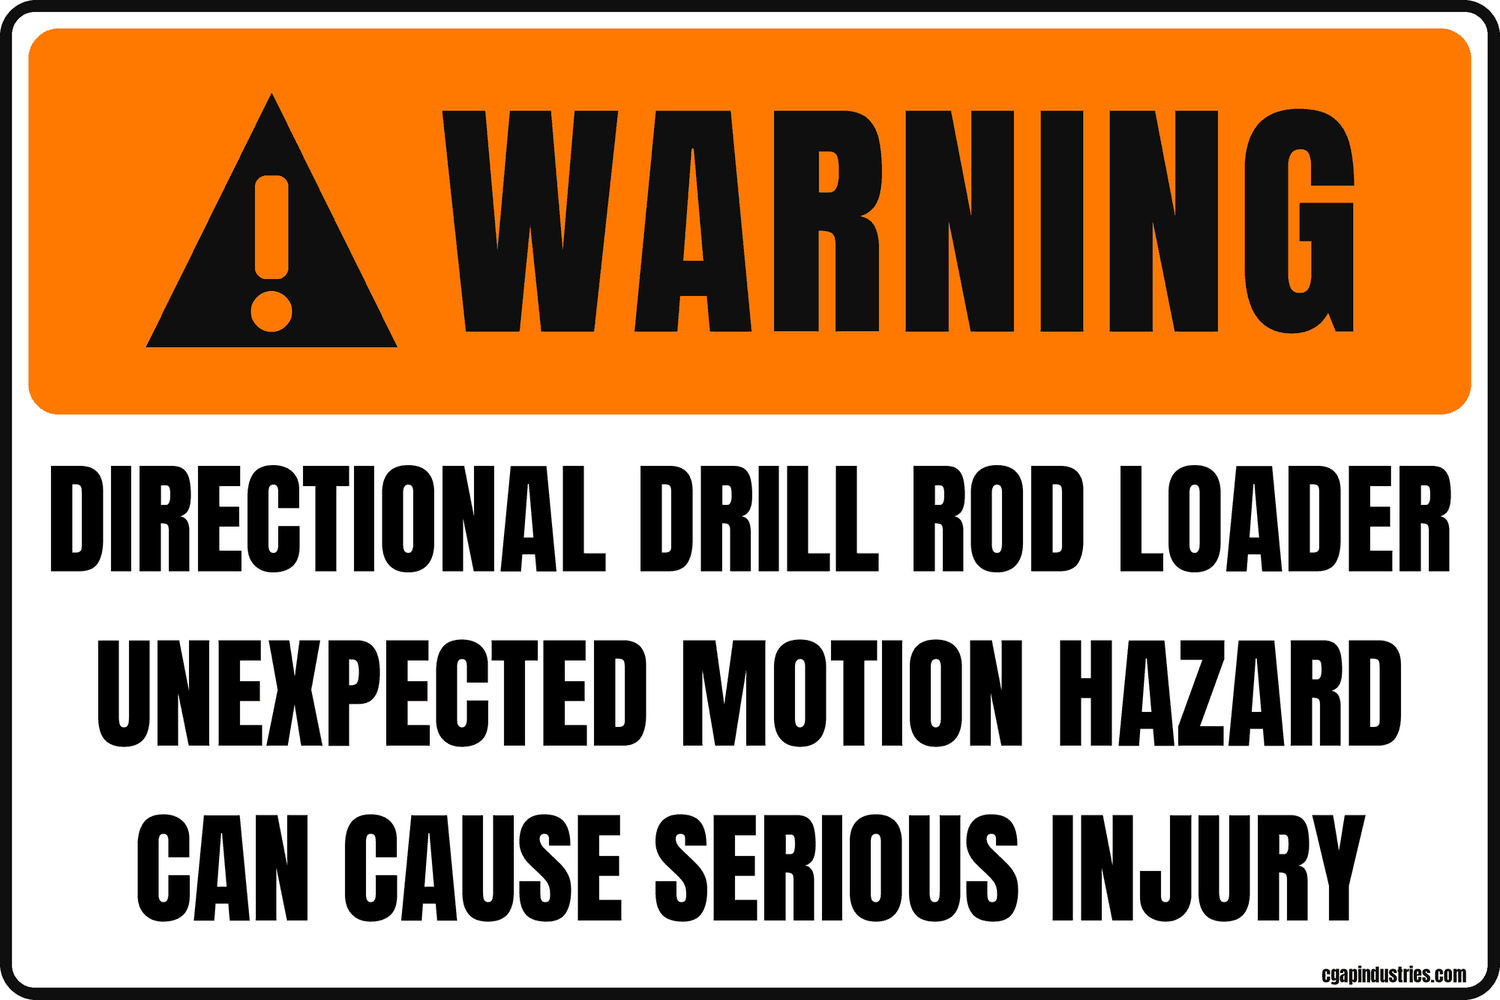 WARNING
DIRECTIONAL DRILL ROD LOADER
UNEXPECTED MOTION HAZARD
CAN CAUSE SERIOUS INJURY
cgapindustries.com